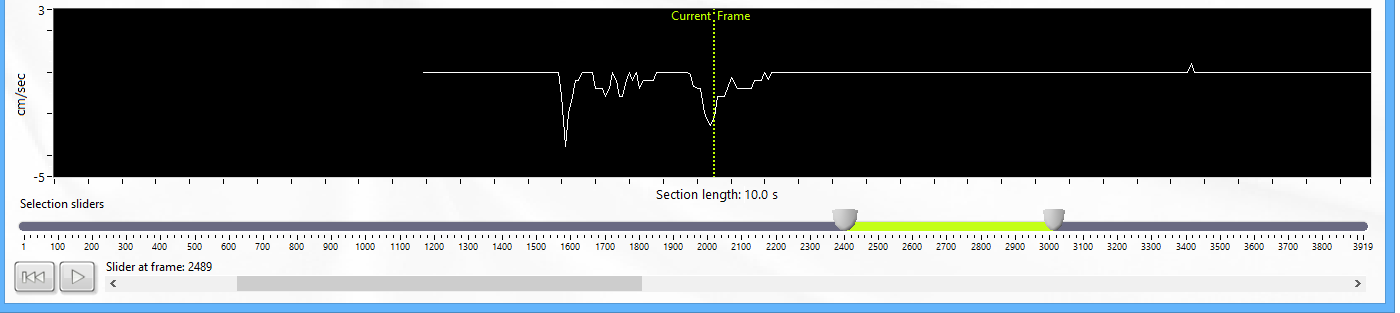 3
Current Frame
cm/sec
-5
Section length: 10.0 s
Selection sliders
1 100 200 300 400 500 600 700 800 900 1000 1100 1200 1300 1400 1500 1600 1700 1800 1900 2000 2100 2200 2300 2400 2500 2600 2700 2800 2900 3000 3100 3200 3300 3400 3500 3600 3700 3800 3919
Slider at frame: 2489